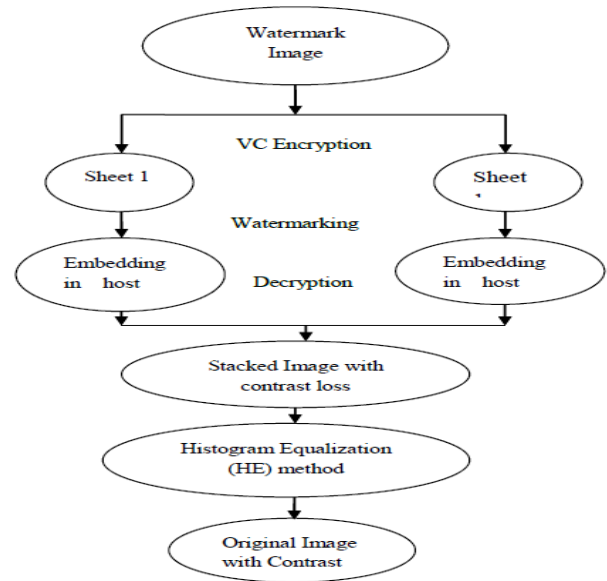 Watermark
Image
VC Encryption
Sheet 1
Sheet
Watermarking
Embedding
in host
Embedding
in host
Decryption
Stacked Image with
contrast loss
Histogram Equalization
(HE) method
Original Image
with Contrast